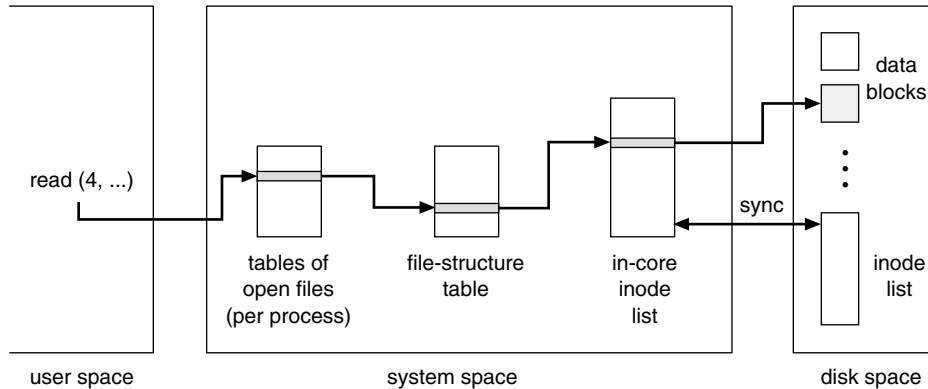 data
blocks
read (4, ...)
sync
tables of
open files
(per process)
file-structure
table
in-core
inode
list
inode
list
user space
system space
disk space